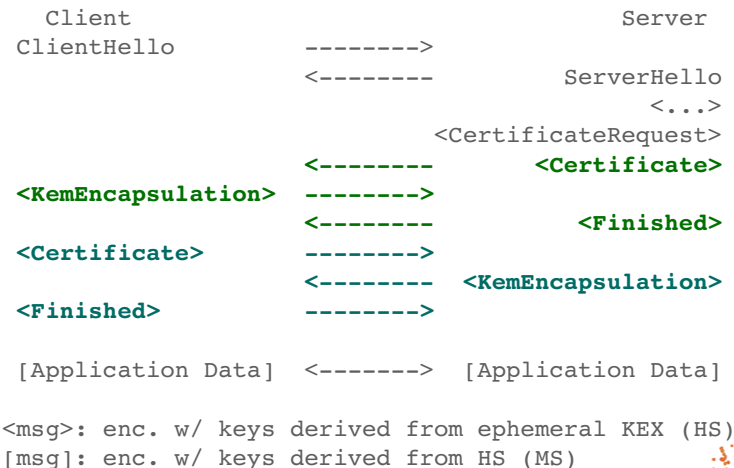 Client Server
ClientHello -------->
<-------- ServerHello
<...>
<CertificateRequest>
<-------- <Certificate>
<KemEncapsulation> -------->
<-------- <Finished>
<Certificate> -------->
<-------- <KemEncapsulation>
<Finished> -------->
[Application Data] <-------> [Application Data]
<msg>: enc. w/ keys derived from ephemeral KEX (HS)
[msg]: enc. w/ keys derived from HS (MS)